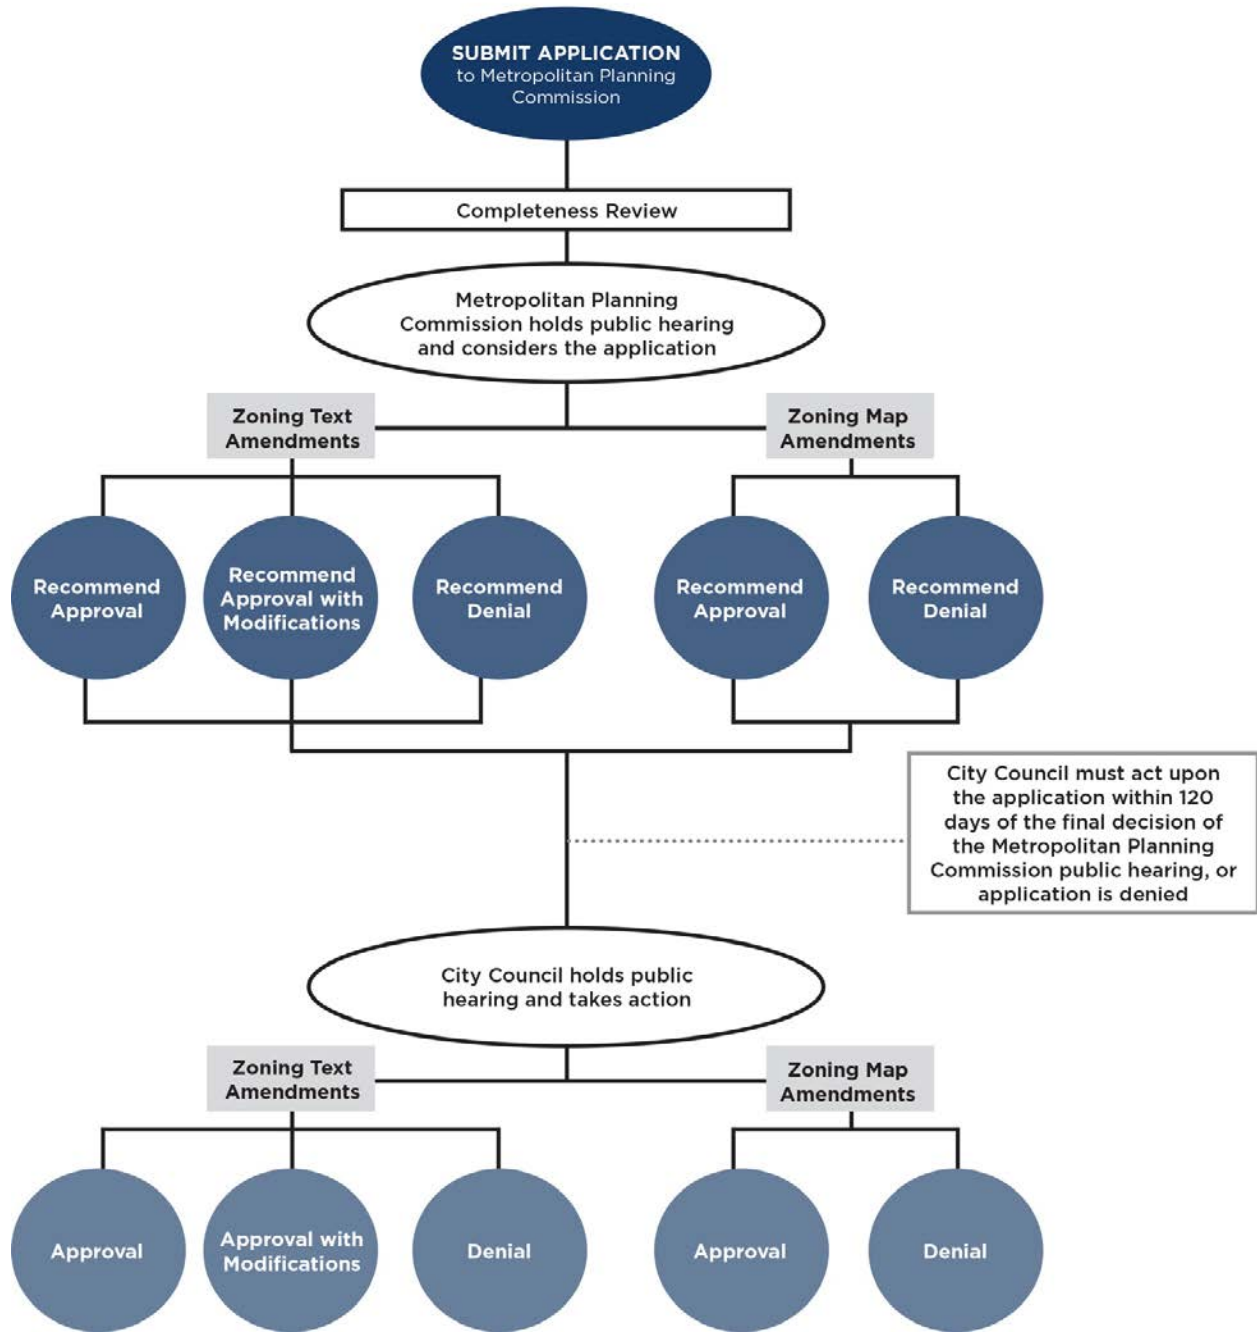 SUBMIT APPLICATION
to Metropolitan Planning
Commission
Completeness Review
Metropolitan Planning
Commission holds public hearing
and considers the application
Zoning Text
Amendments
Zoning Map
Amendments
Recommend
Approval
Recommend
Approval with
Modifications
Recommend
Denial
Recommend
Approval
Recommend
Denial
City Council must act upon
the application within 120
days of the final decision of
the Metropolitan Planning
Commission public hearing, or
application is denied
City Council holds public
hearing and takes action
Zoning Text
Amendments
Zoning Map
Amendments
Approval
Approval with
Modifications
Denial
Approval
Denial